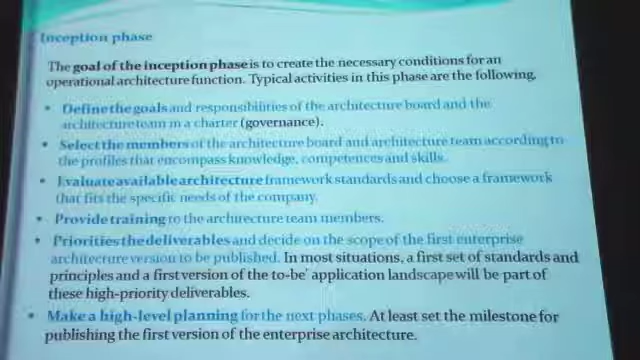 Inception phase
The goal of the inception phase is to create the necessary conditions for an
operational architecture function. Typical activities in this phase are the following.
• Define the goals and responsibilities of the architecture board and the
architecture team in a charter (governance).
• Select the members of the architecture board and architecture team according to
the profiles that encompass knowledge, competences and skills.
• Evaluate available architecture framework standards and choose a framework
that fits the specific needs of the company.
• Provide training to the architecture team members.
• Priorities the deliverables and decide on the scope of the first enterprise
architecture version to be published. In most situations, a first set of standards and
principles and a first version of the to-be' application landscape will be part of
these high-priority deliverables.
• Make a high-level planning for the next phases. At least set the milestone for
publishing the first version of the enterprise architecture.